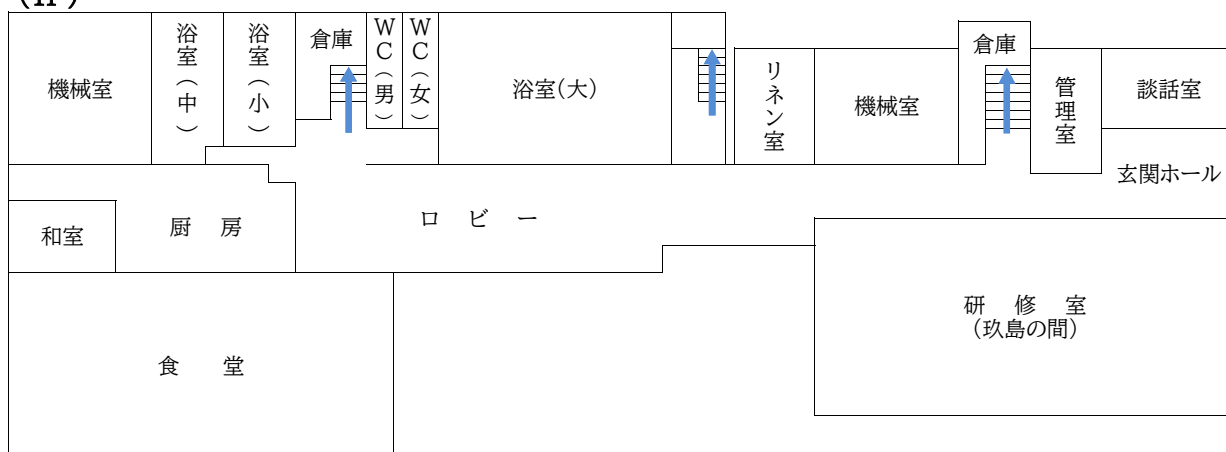 (1F)
機械室
浴室(中)
浴室(小)
倉庫
WC(男)
WC(女)
浴室(大)
リネン室
機械室
倉庫
管理室
談話室
玄関ホール
和室
厨 房
ロ ビ ー
食 堂
研 修 室
(玖島の間)